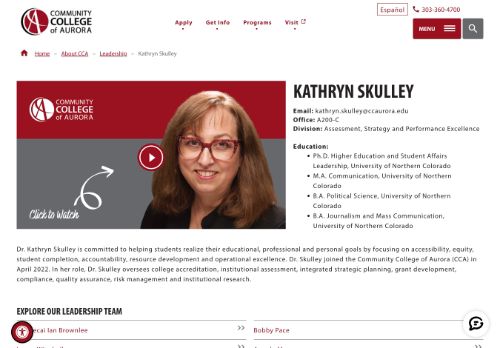 COMMUNITY
COLLEGE
of AURORA
Español
303-360-4700
Apply
Get Info
Programs
Visit
MENU
Home » About CCA » Leadership » Kathryn Skulley
COMMUNITY
COLLEGE
of AURORA
Click to Watch
KATHRYN SKULLEY
Email: kathryn.skulley@ccaurora.edu
Office: A200-C
Division: Assessment, Strategy and Performance Excellence
Education:
Ph.D. Higher Education and Student Affairs
Leadership, University of Northern Colorado
M.A. Communication, University of Northern
Colorado
B.A. Political Science, University of Northern
Colorado
B.A. Journalism and Mass Communication,
University of Northern Colorado
Dr. Kathryn Skulley is committed to helping students realize their educational, professional and personal goals by focusing on accessibility, equity,
student completion, accountability, resource development and operational excellence. Dr. Skulley joined the Community College of Aurora (CCA) in
April 2022. In her role, Dr. Skulley oversees college accreditation, institutional assessment, integrated strategic planning, grant development,
compliance, quality assurance, risk management and institutional research.
EXPLORE OUR LEADERSHIP TEAM
Ian Brownlee
Bobby Pace